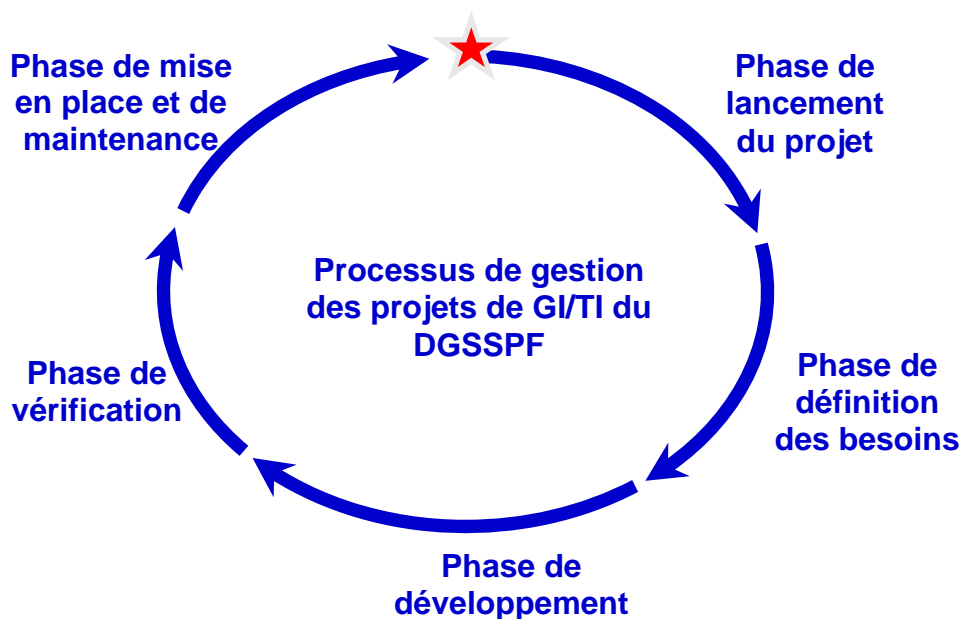 Phase de mise
en place et de
maintenance
Phase de
lancement
du projet
Processus de gestion
des projets de GI/TI du
DGSSPF
Phase de
vérification
Phase de
définition
des besoins
Phase de
développement